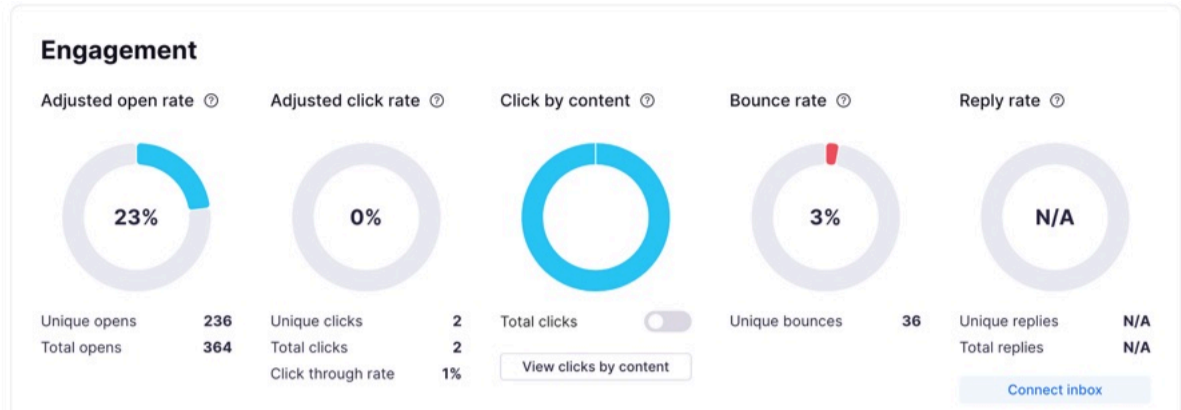 Engagement
Adjusted open rate
Adjusted click rate
Click by content
Bounce rate
Reply rate
23%
0%
3%
N/A
Unique opens 236
Total opens 364
Unique clicks 2
Total clicks 2
Click through rate 1%
Total clicks
View clicks by content
Unique bounces 36
Unique replies N/A
Total replies N/A
Connect inbox